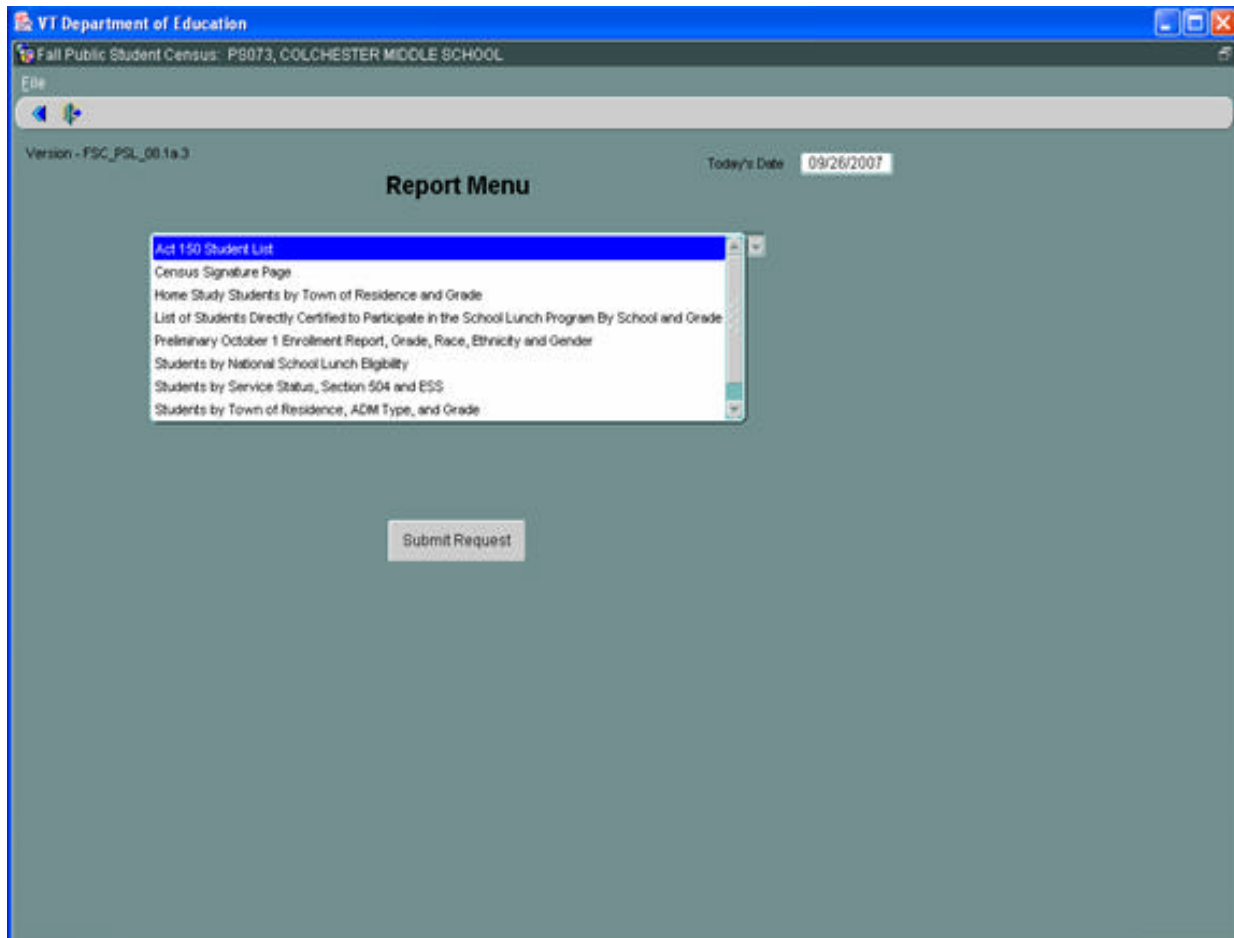 VT Department of Education
Fall Public Student Census: PS073, COLCHESTER MIDDLE SCHOOL
File
Version - FSC_PSL_08.1a.3
Today's Date 09/26/2007
Report Menu
Act 150 Student List
Census Signature Page
Home Study Students by Town of Residence and Grade
List of Students Directly Certified to Participate in the School Lunch Program By School and Grade
Preliminary October 1 Enrollment Report, Grade, Race, Ethnicity and Gender
Students by National School Lunch Eligibility
Students by Service Status, Section 504 and ESS
Students by Town of Residence, ADM Type, and Grade
Submit Request